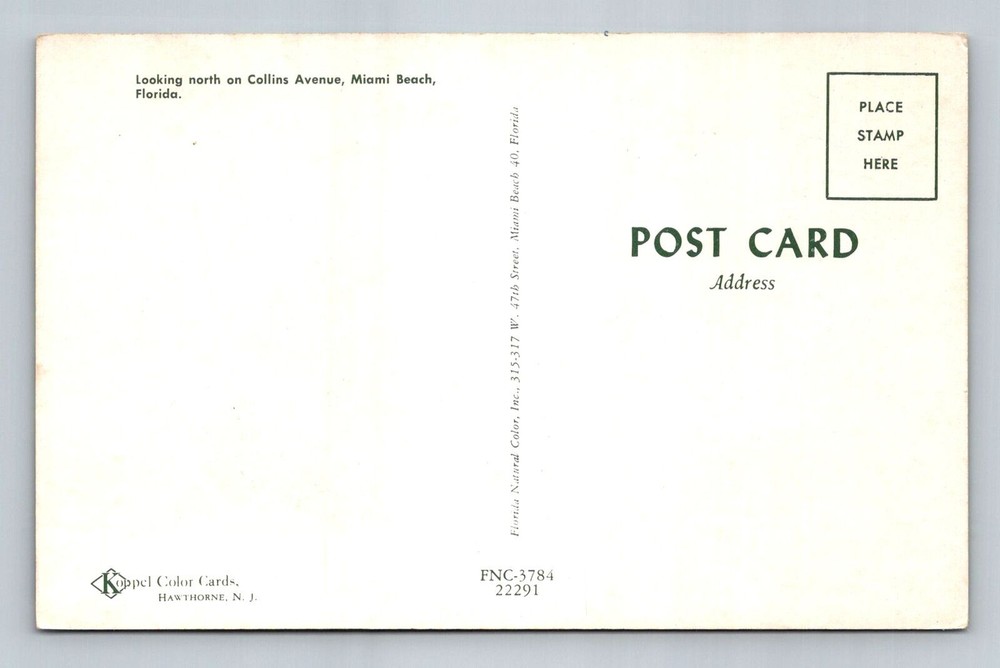 Looking north on Collins Avenue, Miami Beach,
Florida.
PLACE
STAMP
HERE
POST CARD
Address
Florida Natural Color, Inc., 315-317 W. 47th Street, Miami Beach 40, Florida
Koppel Color Cards,
HAWTHORNE, N. J.
FNC-3784
22291